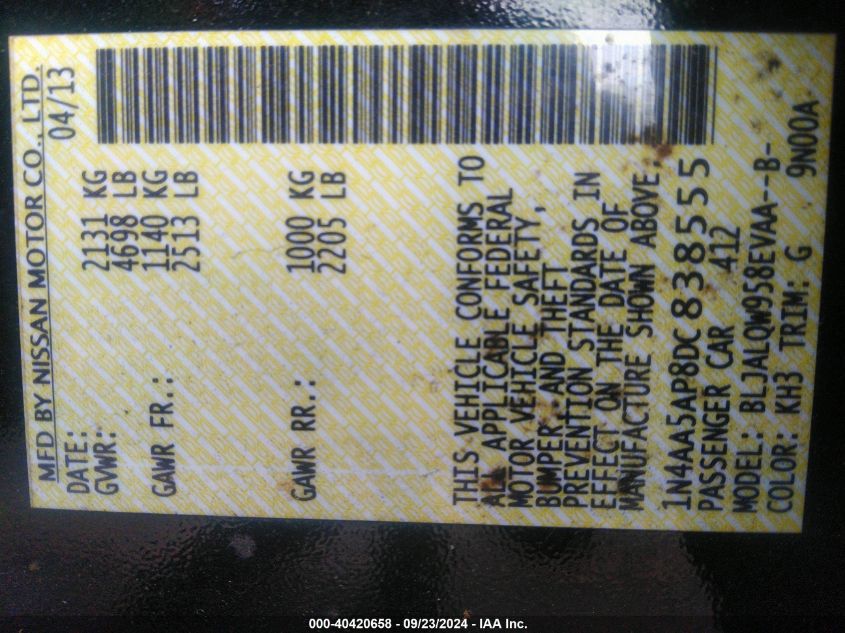 MFD BY NISSAN MOTOR CO., LTD.
DATE: 04/13
GVWR: 2131 KG
4698 LB
GAWR FR.: 1140 KG
2513 LB
GAWR RR.: 1000 KG
2205 LB
THIS VEHICLE CONFORMS TO
ALL APPLICABLE FEDERAL
MOTOR VEHICLE SAFETY,
BUMPER AND THEFT
PREVENTION STANDARDS IN
EFFECT ON THE DATE OF
MANUFACTURE SHOWN ABOVE
1N4AA5AP8DC838555
PASSENGER CAR 412
MODEL: BLJALQW958EVAA--B-
COLOR: KH3 TRIM: G 9N00A
000-40420658 - 09/23/2024 - IAA Inc.